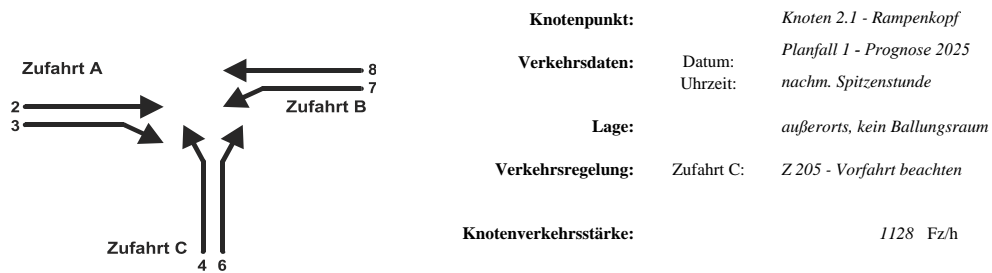 Zufahrt A
2
3
8
7
Zufahrt B
Zufahrt C
4 6
Knotenpunkt: Knoten 2.1 - Rampenkopf
Verkehrsdaten: Datum: Planfall 1 - Prognose 2025
Uhrzeit: nachm. Spitzenstunde
Lage: außerorts, kein Ballungsraum
Verkehrsregelung: Zufahrt C: Z 205 - Vorfahrt beachten
Knotenverkehrsstärke: 1128 Fz/h